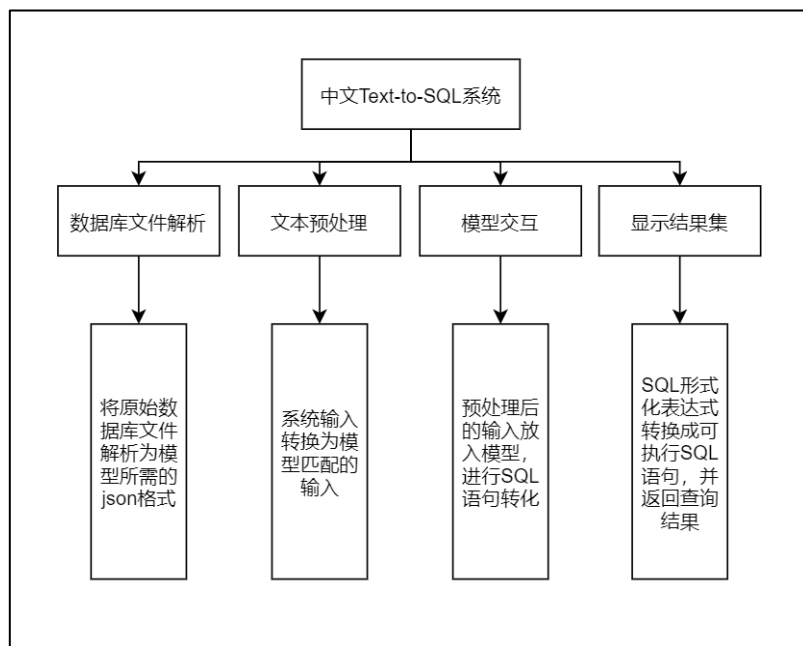 中文Text-to-SQL系统
数据库文件解析
文本预处理
模型交互
显示结果集
将原始数
据库文件
解析为模
型所需的
json格式
系统输入
转换为模
型匹配的
输入
预处理后
的输入放
入模型，
进行SQL
语句转化
SQL形式
化表达式
转换成可
执行SQL
语句，并
返回查询
结果